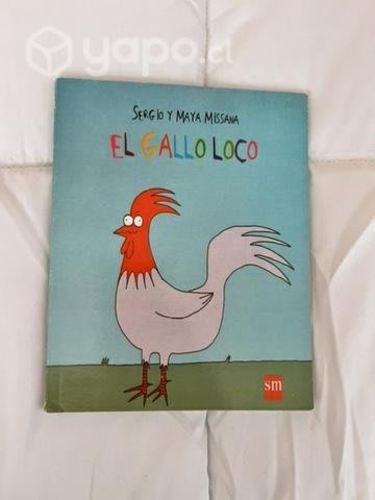 yapo.cl
SERGIO Y MAYA MISSANA
EL GALLO LOCO
sm